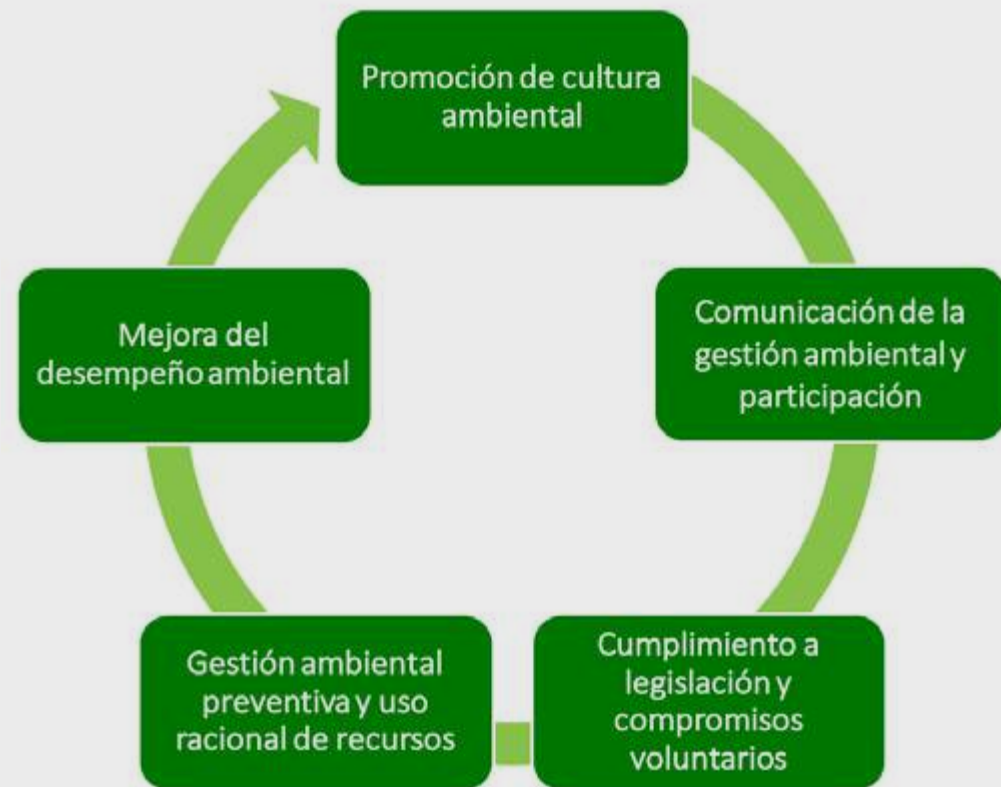 Promoción de cultura
ambiental
Comunicación de la
gestión ambiental y
participación
Cumplimiento a
legislación y
compromisos
voluntarios
Gestión ambiental
preventiva y uso
racional de recursos
Mejora del
desempeño ambiental